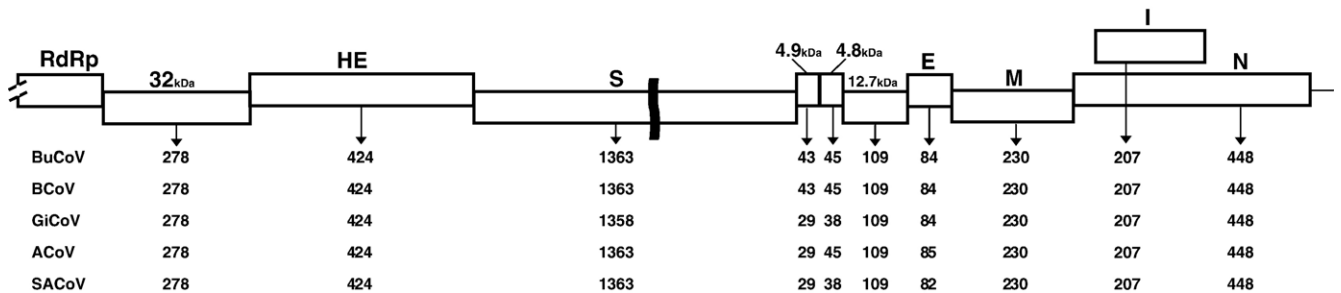 I
RdRp 32kDa HE S 4.9kDa 4.8kDa 12.7kDa E M N
BuCoV 278 424 1363 43 45 109 84 230 207 448
BCoV 278 424 1363 43 45 109 84 230 207 448
GiCoV 278 424 1358 29 38 109 84 230 207 448
ACoV 278 424 1363 29 45 109 85 230 207 448
SACoV 278 424 1363 29 38 109 82 230 207 448